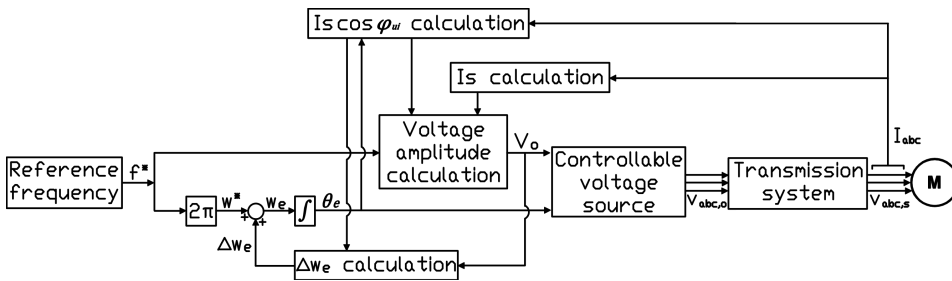 Is cos φui calculation
Is calculation
Iabc
Voltage
amplitude
calculation
Vo
Reference
frequency
f*
Controllable
voltage
source
Transmission
system
M
Vabc,o
Vabc,s
2π
w*
we
∫
θe
+
+
Δwe
Δwe calculation